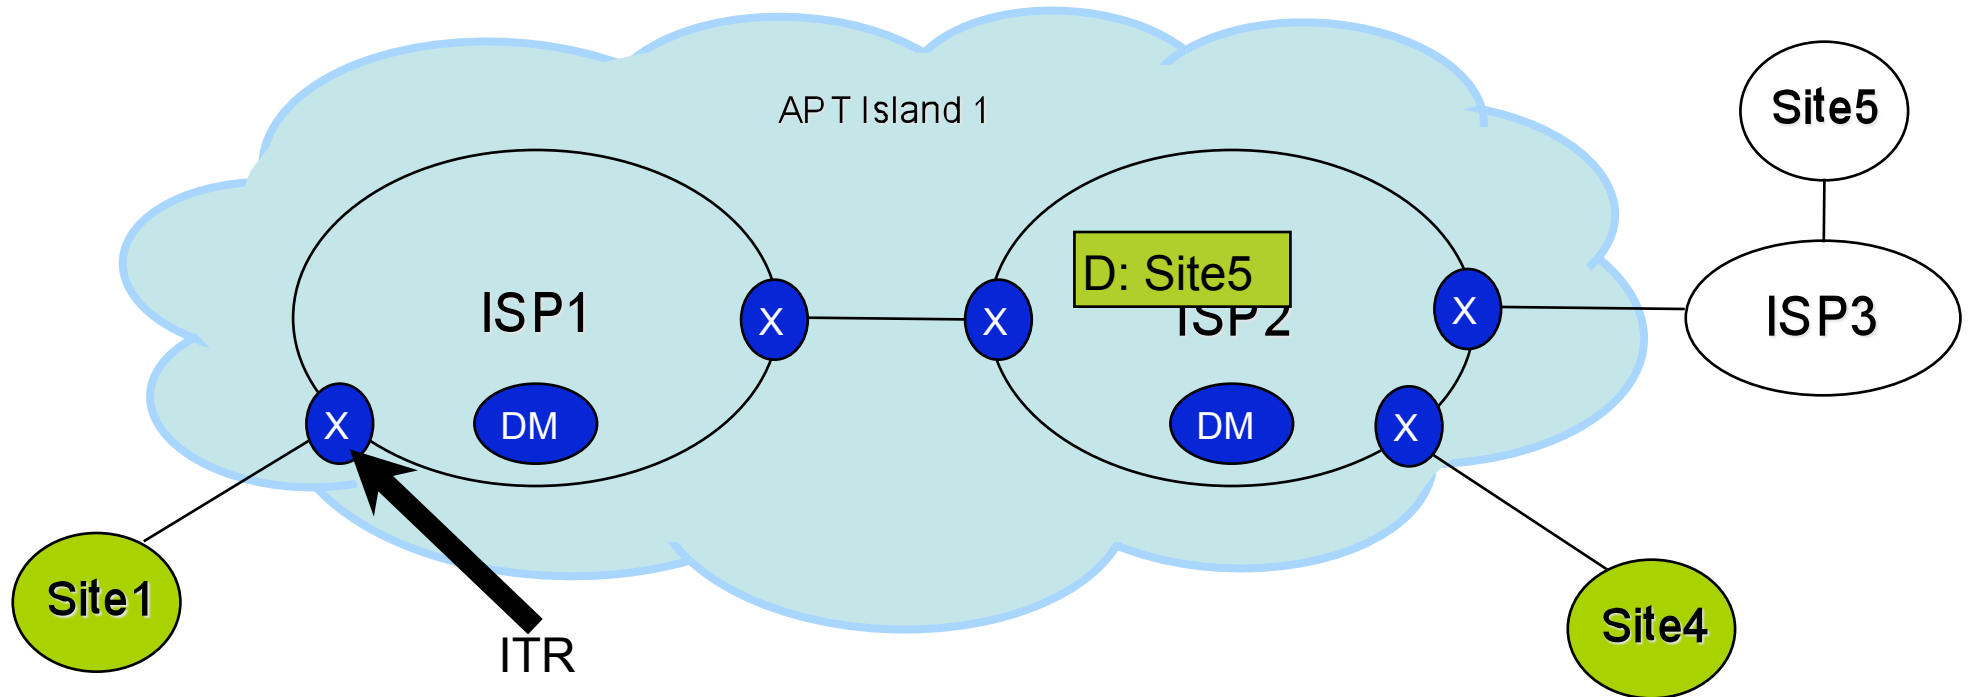 APT Island 1
Site5
D: Site5
ISP1
ISP2
ISP3
X
X
X
X
DM
DM
X
Site1
Site4
ITR